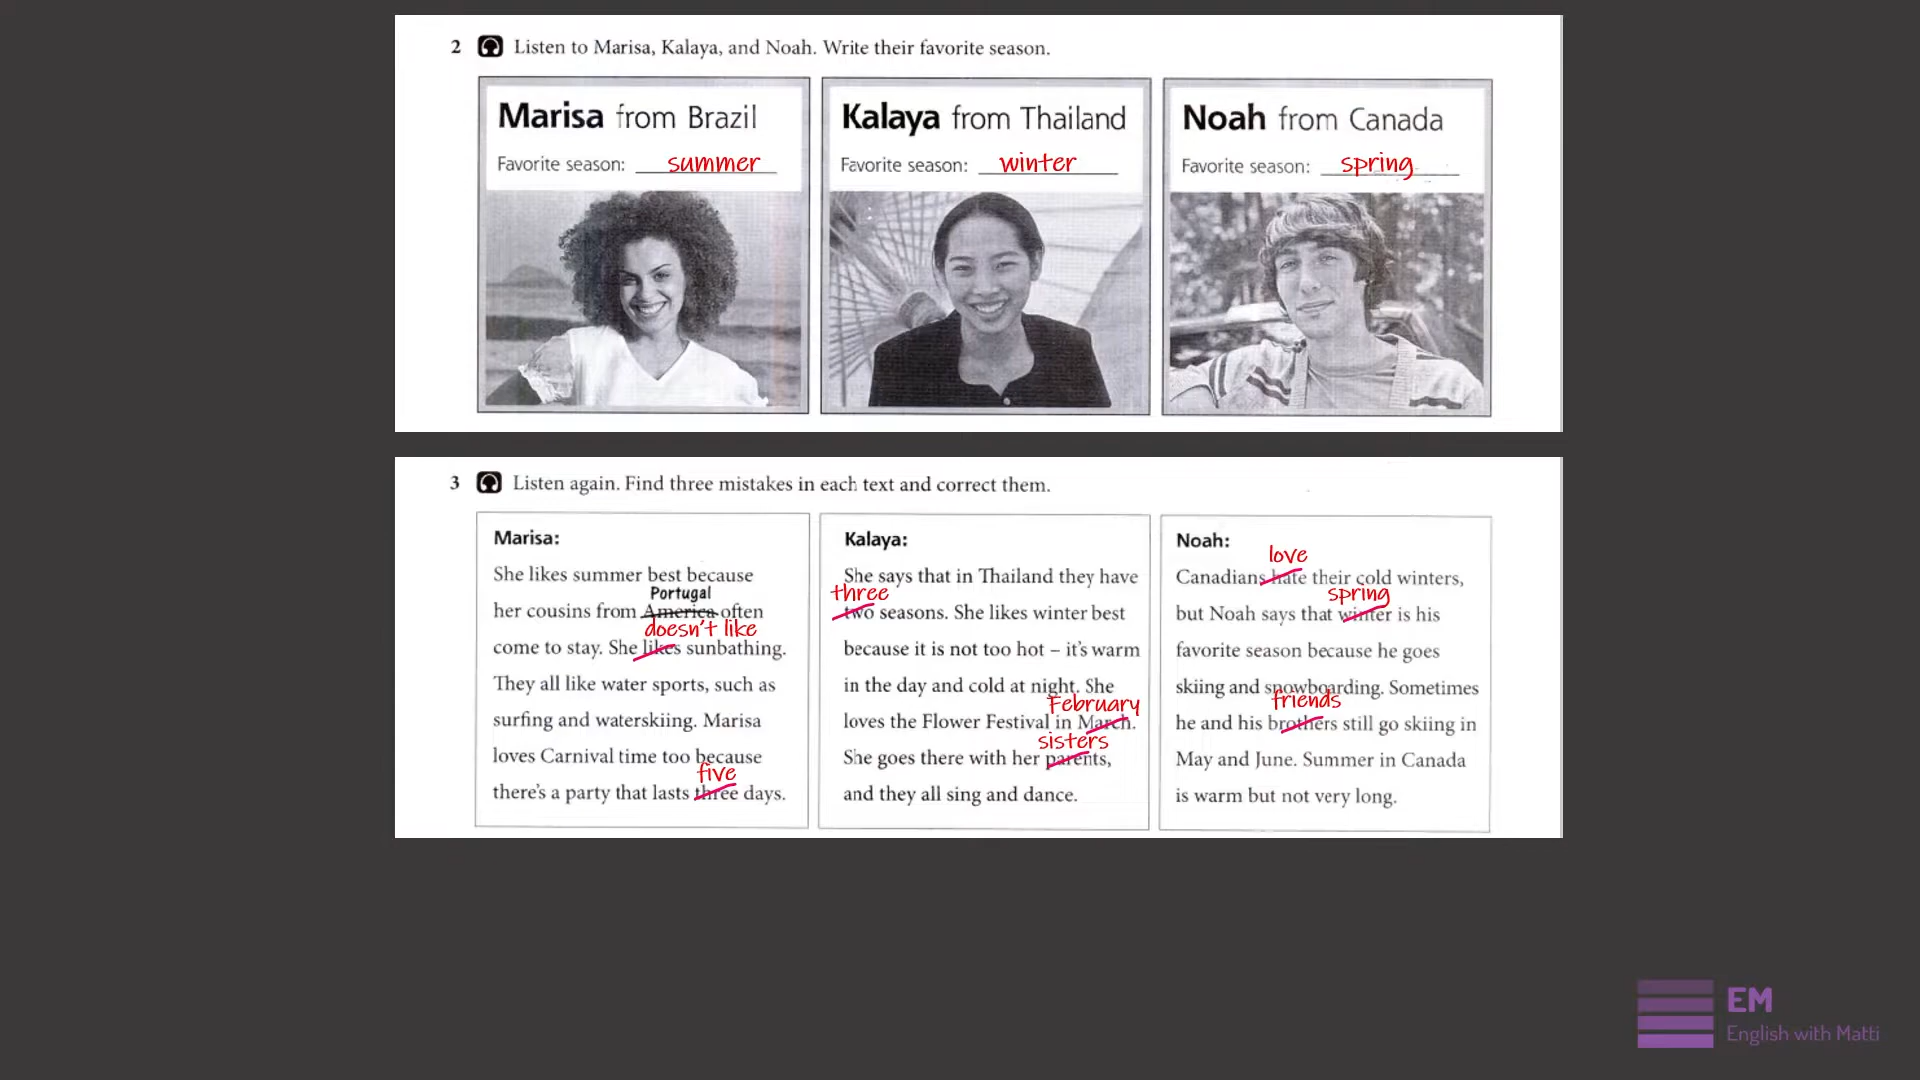 2 Listen to Marisa, Kalaya, and Noah. Write their favorite season.
Marisa from Brazil
Favorite season: summer
Kalaya from Thailand
Favorite season: winter
Noah from Canada
Favorite season: spring
3 Listen again. Find three mistakes in each text and correct them.
Marisa:
She likes summer best because
Portugal
her cousins from America often
doesn't like
come to stay. She likes sunbathing.
They all like water sports, such as
surfing and waterskiing. Marisa
loves Carnival time too because
five
there's a party that lasts three days.
Kalaya:
She says that in Thailand they have
three
two seasons. She likes winter best
because it is not too hot – it's warm
in the day and cold at night. She
February
loves the Flower Festival in March.
sisters
She goes there with her parents,
and they all sing and dance.
Noah:
love
Canadians hate their cold winters,
spring
but Noah says that winter is his
favorite season because he goes
skiing and snowboarding. Sometimes
friends
he and his brothers still go skiing in
May and June. Summer in Canada
is warm but not very long.
EM
English with Matti